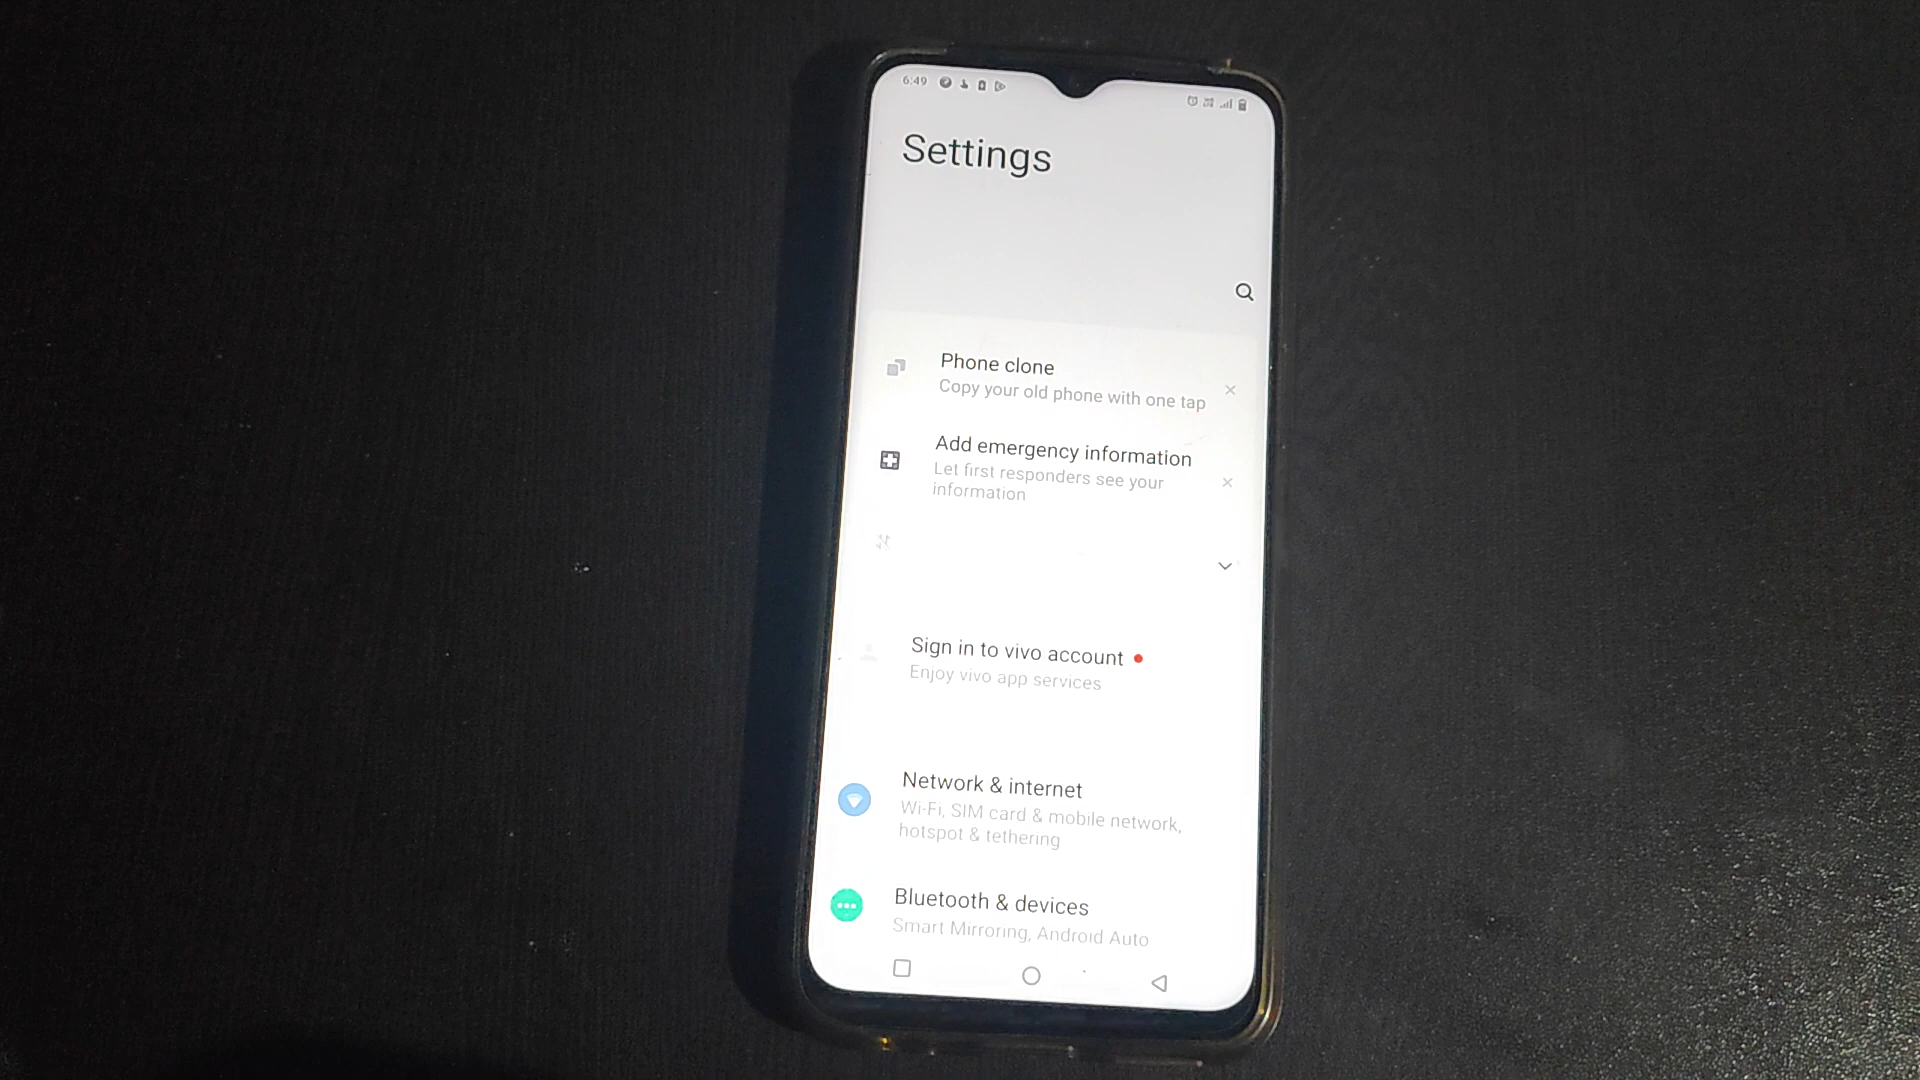 6:49
Settings
Phone clone
Copy your old phone with one tap
Add emergency information
Let first responders see your
information
Sign in to vivo account
Enjoy vivo app services
Network & internet
Wi-Fi, SIM card & mobile network,
hotspot & tethering
Bluetooth & devices
Smart Mirroring, Android Auto